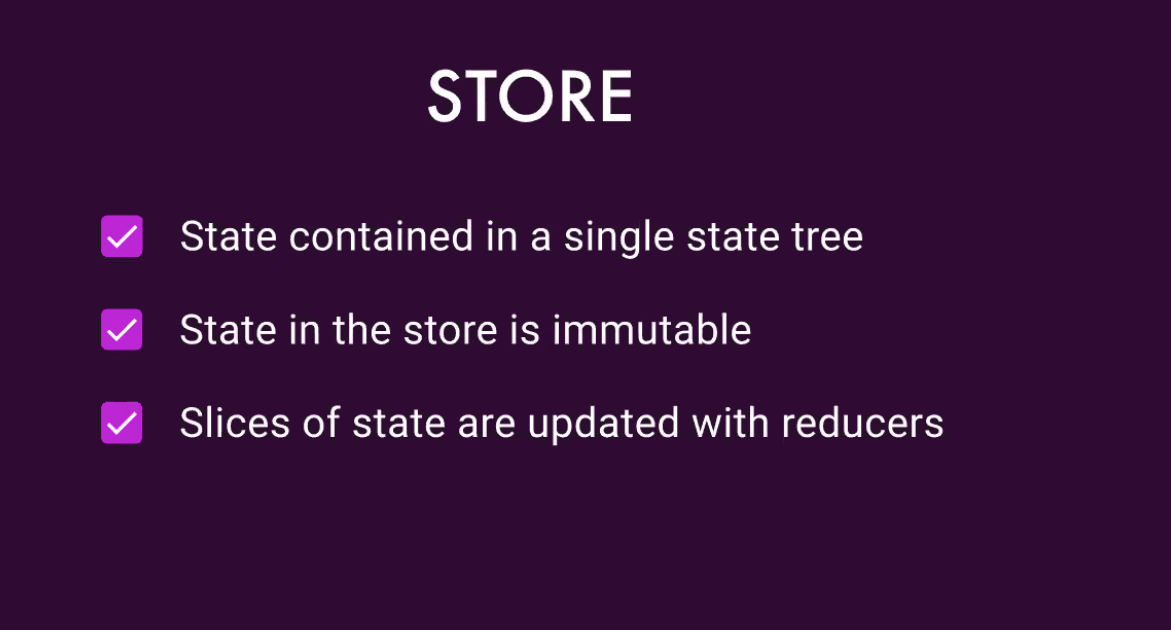 STORE
State contained in a single state tree
State in the store is immutable
Slices of state are updated with reducers